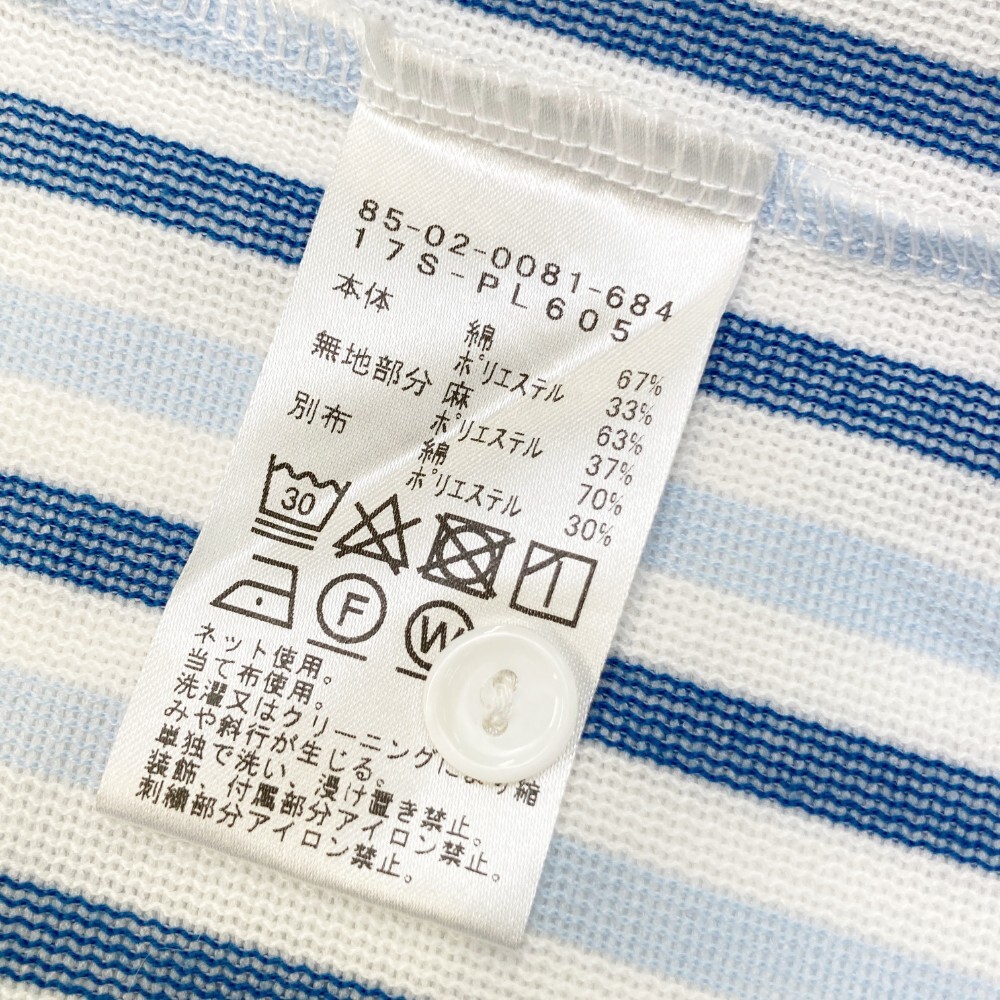 85-02-0081-684
17S-PL605
本体 綿 67%
ポリエステル 33%
無地部分 麻 63%
ポリエステル 37%
別布 綿 70%
ポリエステル 30%
30
F
W
ネット使用。
当て布使用。
洗濯又はクリーニングにより縮
みや斜行が生じる。
単独で洗い、浸け置き禁止。
装飾、付属部分アイロン禁止。
刺繍部分アイロン禁止。